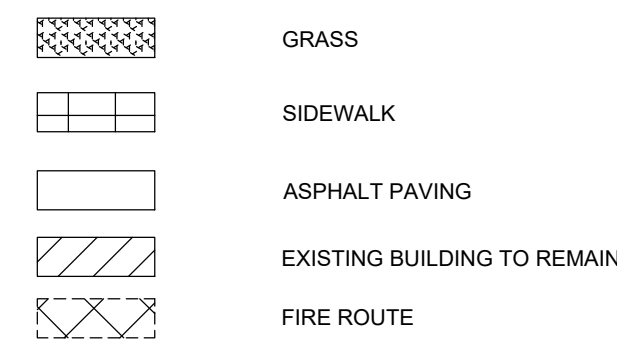 GRASS
SIDEWALK
ASPHALT PAVING
EXISTING BUILDING TO REMAIN
FIRE ROUTE